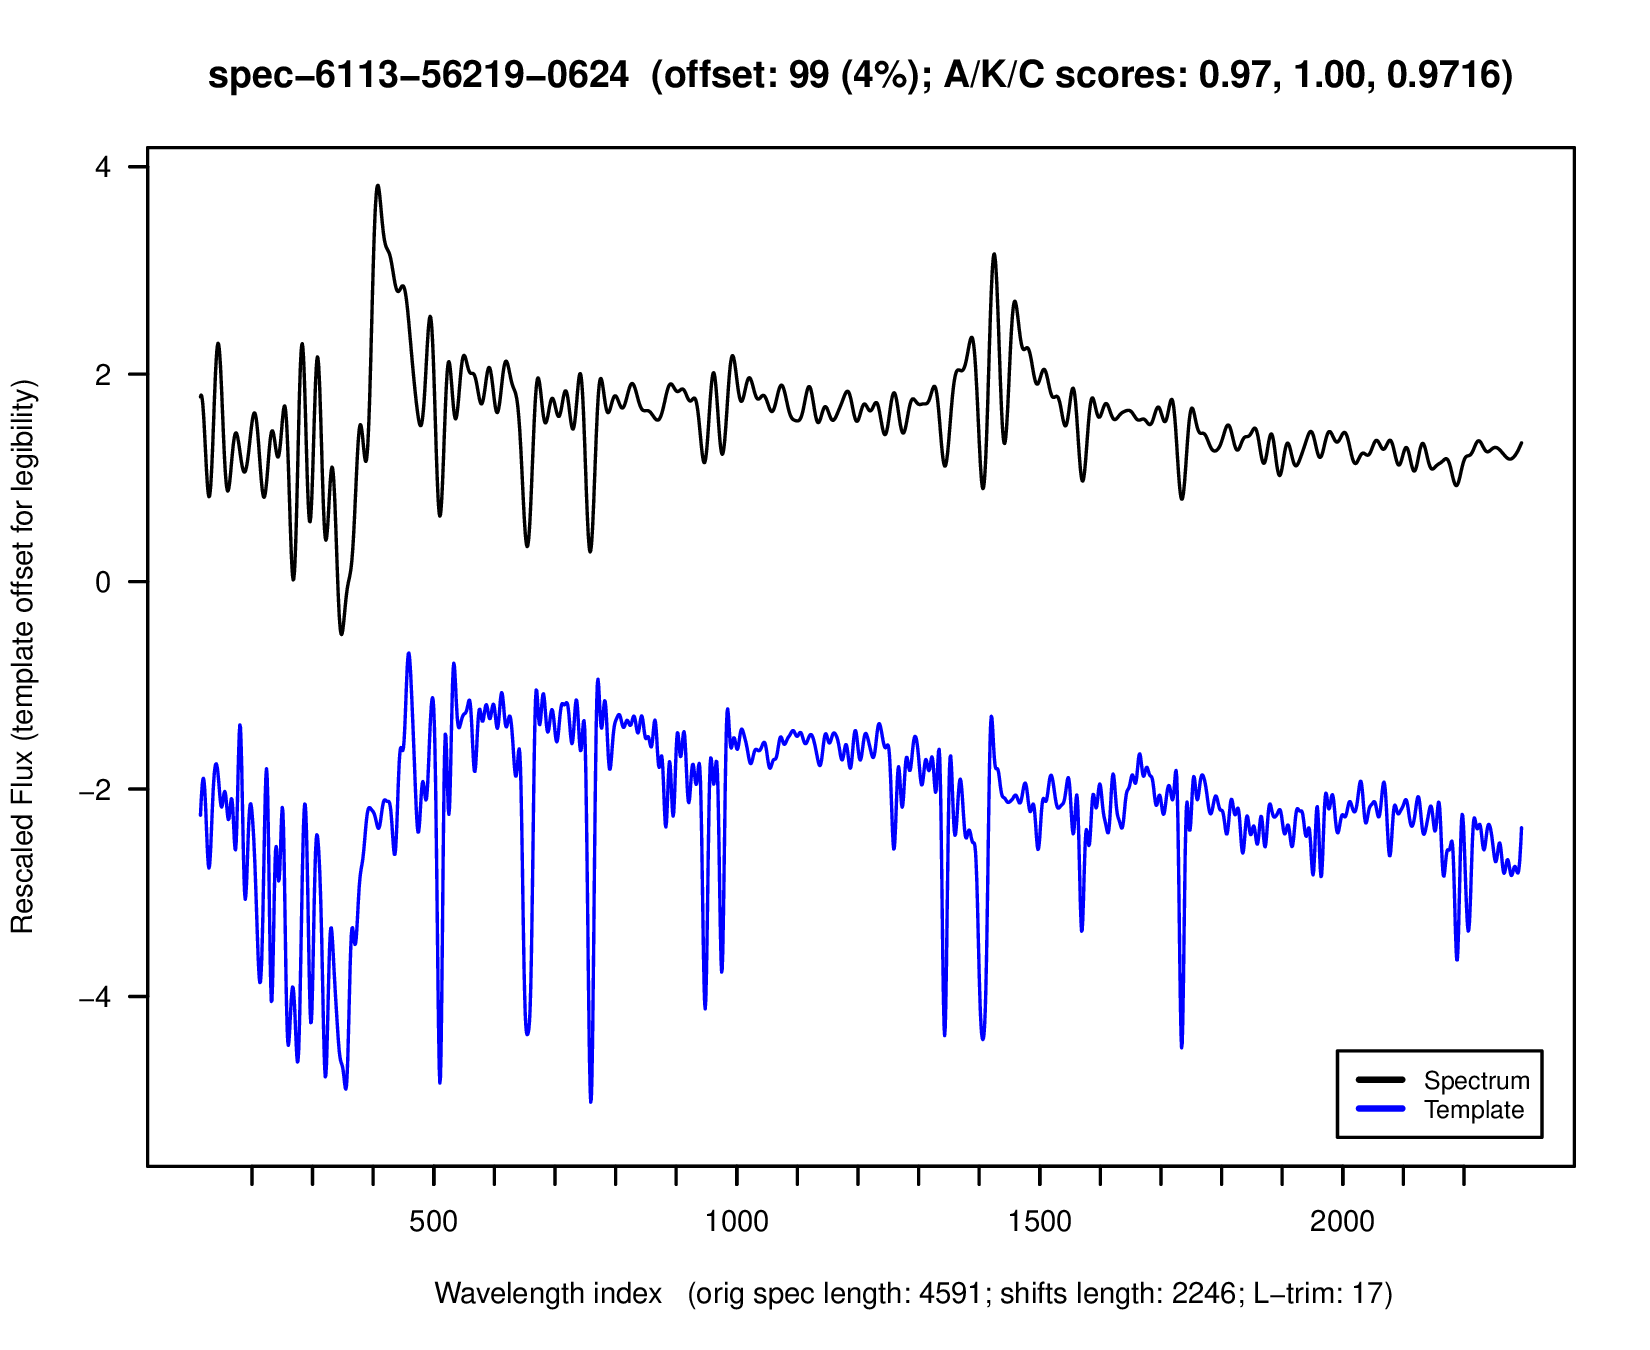 spec−6113−56219−0624 (offset: 99 (4%); A/K/C scores: 0.97, 1.00, 0.9716)
Rescaled Flux (template offset for legibility)
4
2
0
−2
−4
Spectrum
Template
500 1000 1500 2000
Wavelength index (orig spec length: 4591; shifts length: 2246; L−trim: 17)